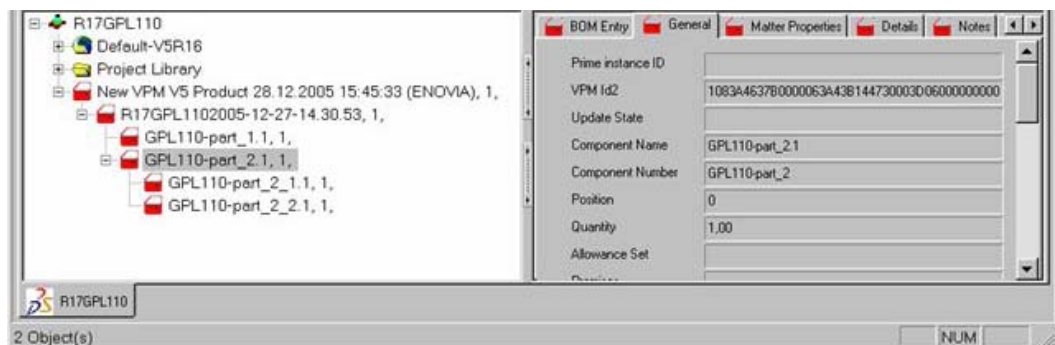 R17GPL110
Default-V5R16
Project Library
New VPM V5 Product 28.12.2005 15:45:33 (ENOVIA), 1,
R17GPL1102005-12-27-14.30.53, 1,
GPL110-part_1.1, 1,
GPL110-part_2.1, 1,
GPL110-part_2_1.1, 1,
GPL110-part_2_2.1, 1,
BOM Entry General Matter Properties Details Notes
Prime instance ID
VPM Id2 1083A4637B0000063A43B144730003D06000000000
Update State
Component Name GPL110-part_2.1
Component Number GPL110-part_2
Position 0
Quantity 1,00
Allowance Set
R17GPL110
2 Object(s) NUM